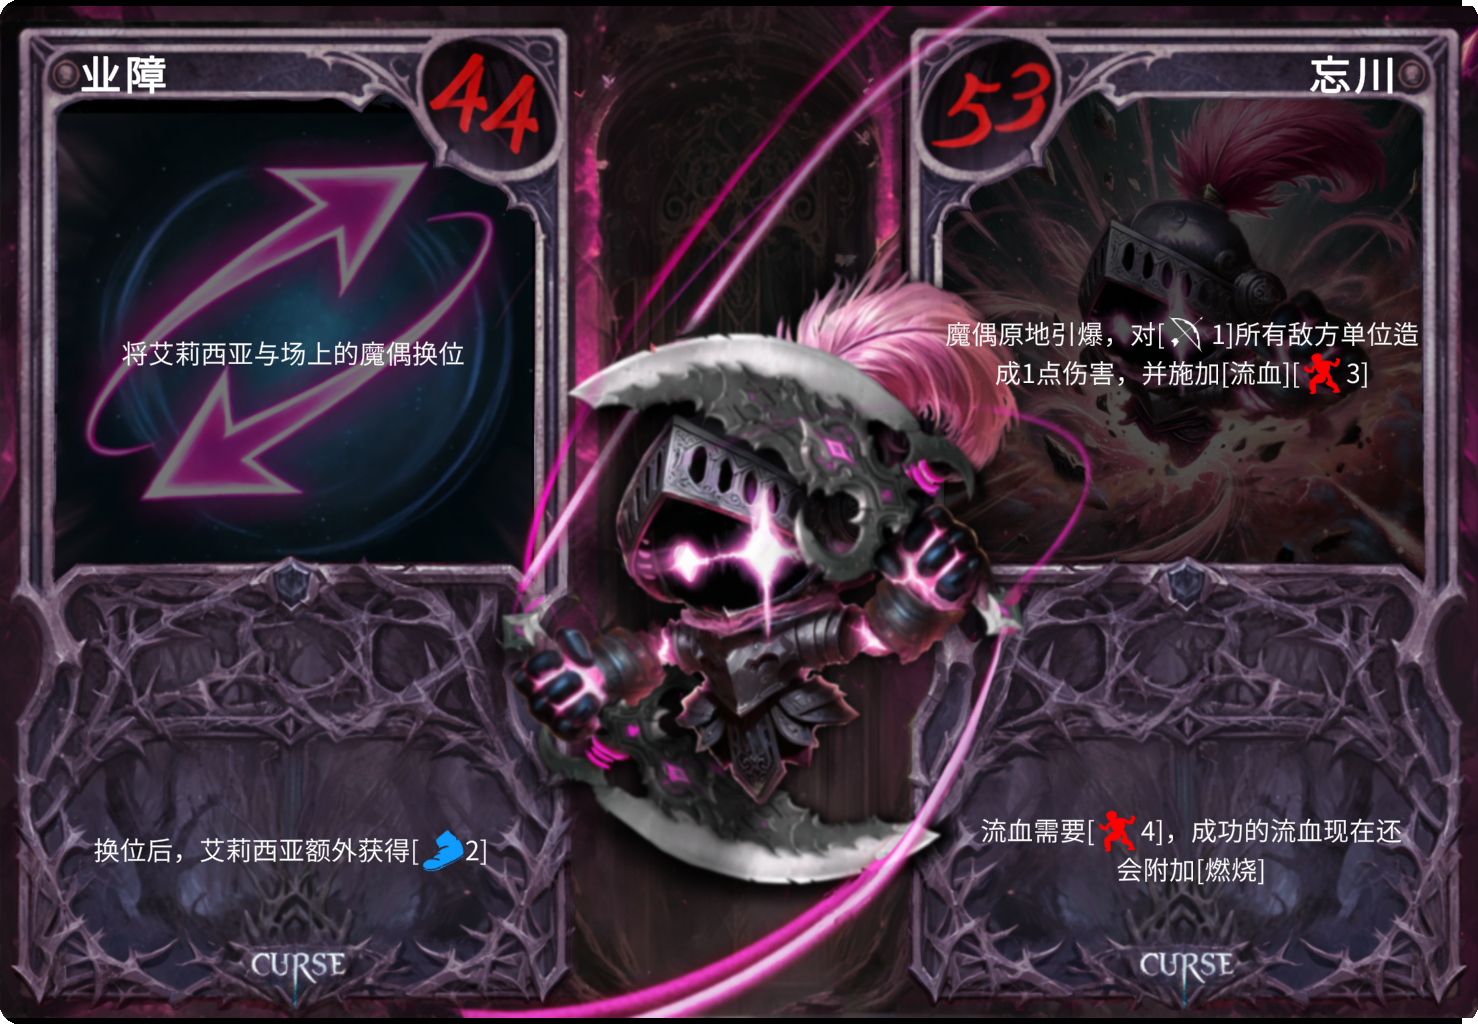 业障
44
将艾莉西亚与场上的魔偶换位
换位后，艾莉西亚额外获得[2]
CURSE
53
忘川
魔偶原地引爆，对[1]所有敌方单位造
成1点伤害，并施加[流血][3]
流血需要[4]，成功的流血现在还
会附加[燃烧]
CURSE